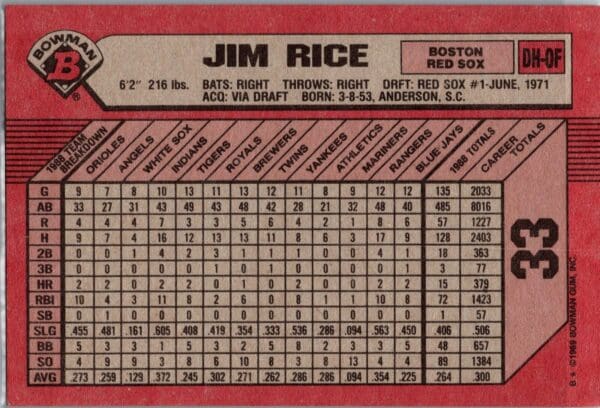 BOWMAN
B
®
JIM RICE
BOSTON
RED SOX
DH-OF
6'2" 216 lbs. BATS: RIGHT THROWS: RIGHT DRFT: RED SOX #1-JUNE, 1971
ACQ: VIA DRAFT BORN: 3-8-53, ANDERSON, S.C.
1988 TEAM BREAKDOWN ORIOLES ANGELS WHITE SOX INDIANS TIGERS ROYALS BREWERS TWINS YANKEES ATHLETICS MARINERS RANGERS BLUE JAYS 1988 TOTALS CAREER TOTALS
G 9 7 8 10 13 11 13 12 11 8 9 12 12 135 2033
AB 33 27 31 43 49 43 48 42 28 21 32 48 40 485 8016
R 4 4 4 7 3 3 5 6 4 2 1 8 6 57 1227
H 9 7 4 16 12 13 13 11 8 6 3 17 9 128 2403
2B 0 0 1 4 2 3 1 1 1 0 0 1 4 18 363
3B 0 0 0 0 0 1 0 1 0 0 0 0 1 3 77
HR 2 2 0 2 2 0 1 0 2 0 0 3 1 15 379
RBI 10 4 3 11 8 2 6 0 8 1 1 10 8 72 1423
SB 0 1 0 0 0 0 0 0 0 0 0 0 0 1 57
SLG .455 .481 .161 .605 .408 .419 .354 .333 .536 .286 .094 .563 .450 .406 .506
BB 5 3 3 1 6 3 3 5 5 3 2 5 4 48 657
SO 4 9 9 3 8 6 10 8 3 8 13 4 4 89 1384
AVG .273 .259 .129 .372 .245 .302 .271 .262 .286 .286 .094 .354 .225 .264 .300
33
B * ©1989 BOWMAN GUM, INC.